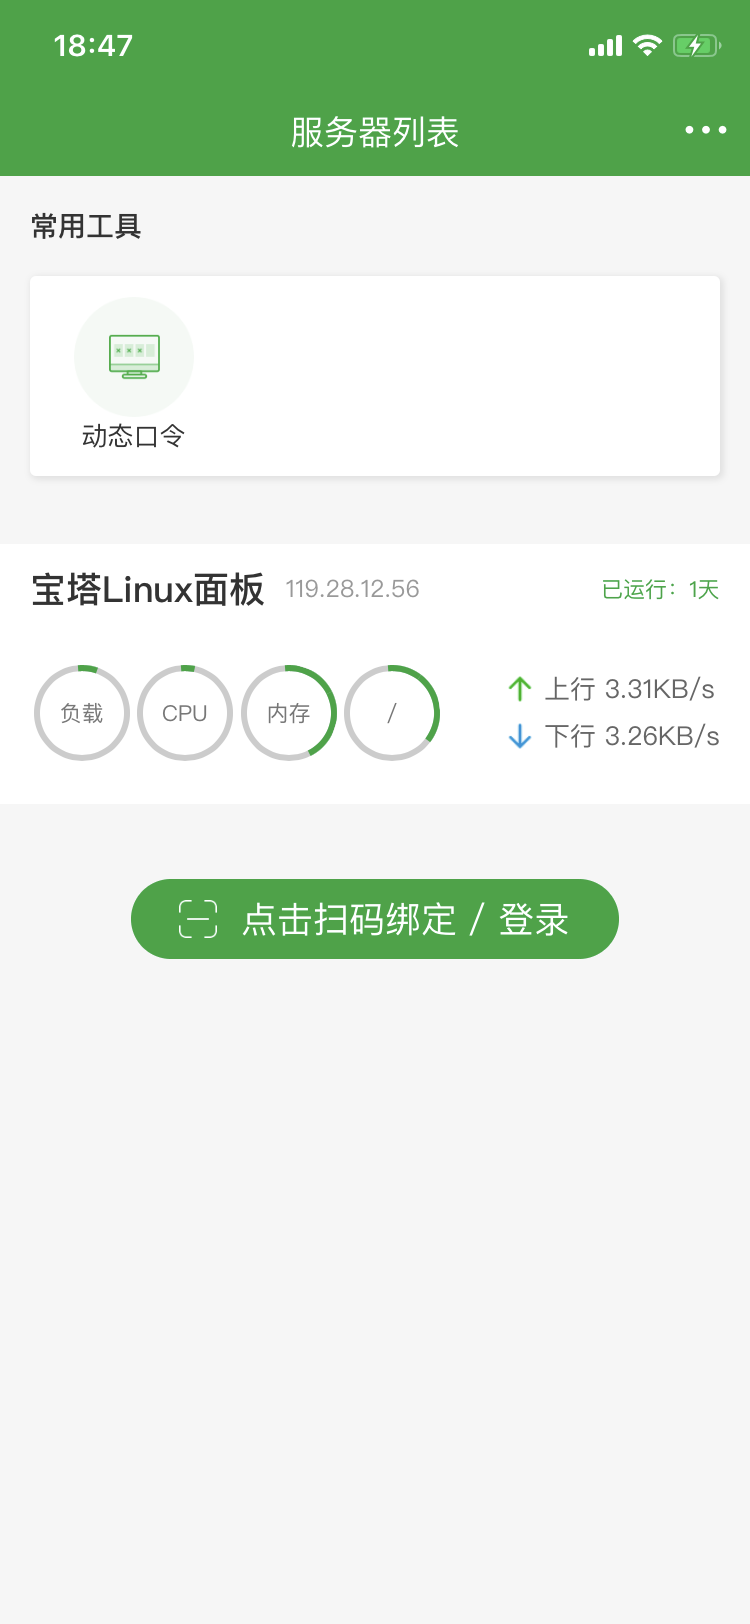 18:47
服务器列表
常用工具
动态口令
宝塔Linux面板 119.28.12.56 已运行：1天
负载 CPU 内存 /
上行 3.31KB/s
下行 3.26KB/s
点击扫码绑定 / 登录